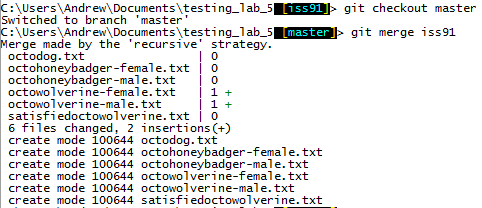 C:\Users\Andrew\Documents\testing_lab_5 [iss91]> git checkout master
Switched to branch 'master'
C:\Users\Andrew\Documents\testing_lab_5 [master]> git merge iss91
Merge made by the 'recursive' strategy.
octodog.txt | 0
octohoneybadger-female.txt | 0
octohoneybadger-male.txt | 0
octowolverine-female.txt | 1 +
octowolverine-male.txt | 1 +
satisfiedoctowolverine.txt | 0
6 files changed, 2 insertions(+)
create mode 100644 octodog.txt
create mode 100644 octohoneybadger-female.txt
create mode 100644 octohoneybadger-male.txt
create mode 100644 octowolverine-female.txt
create mode 100644 octowolverine-male.txt
create mode 100644 satisfiedoctowolverine.txt